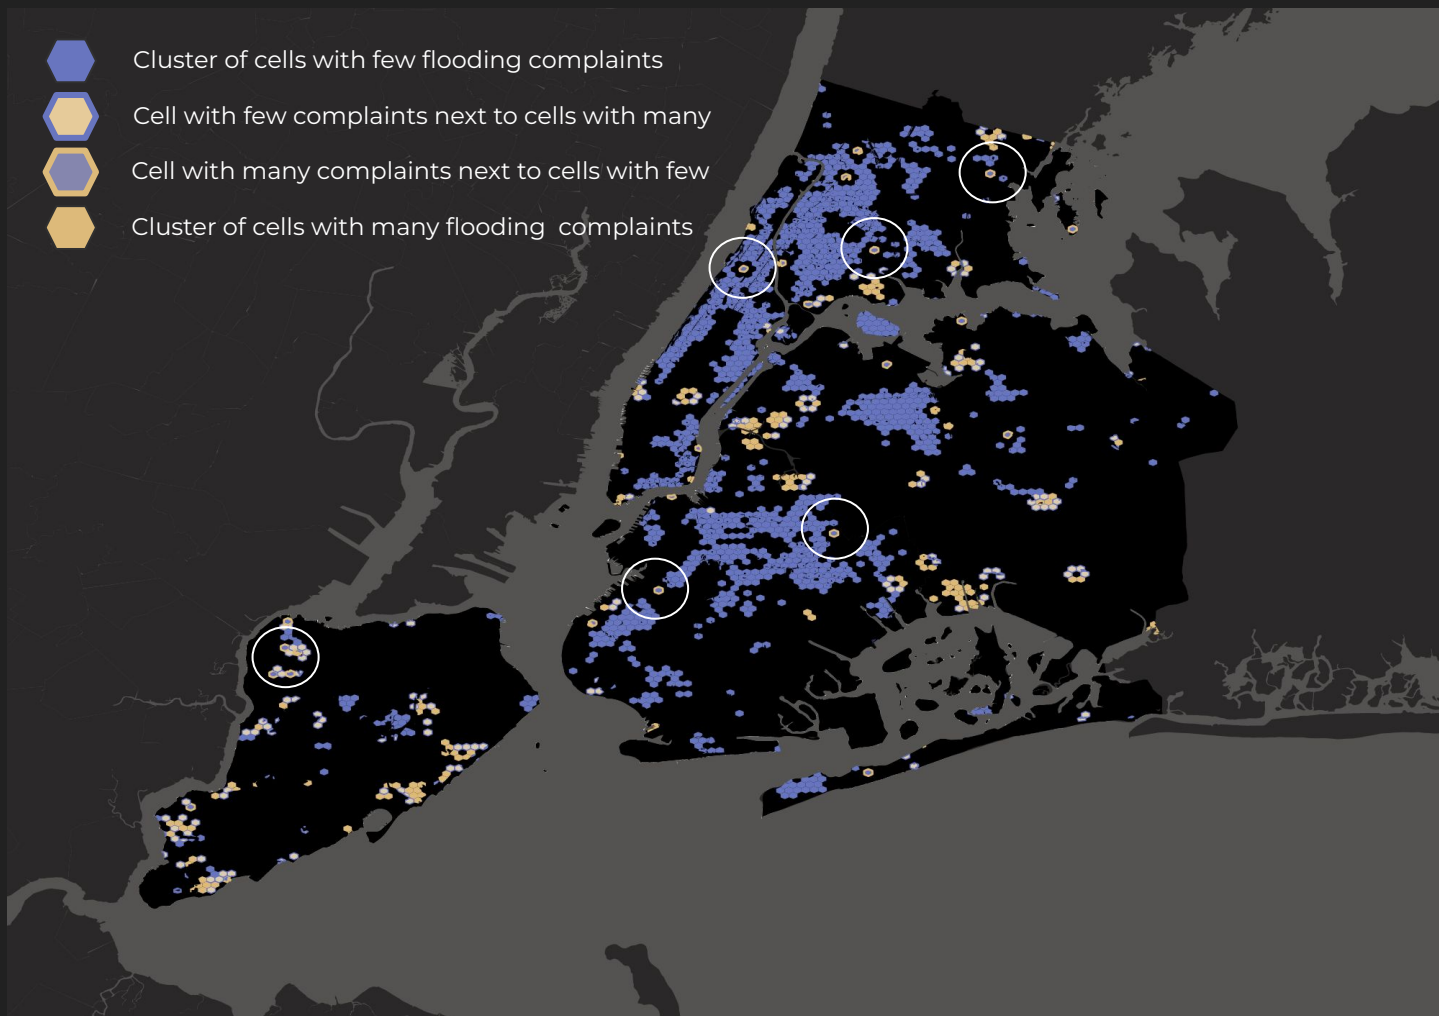 Cluster of cells with few flooding complaints
Cell with few complaints next to cells with many
Cell with many complaints next to cells with few
Cluster of cells with many flooding  complaints